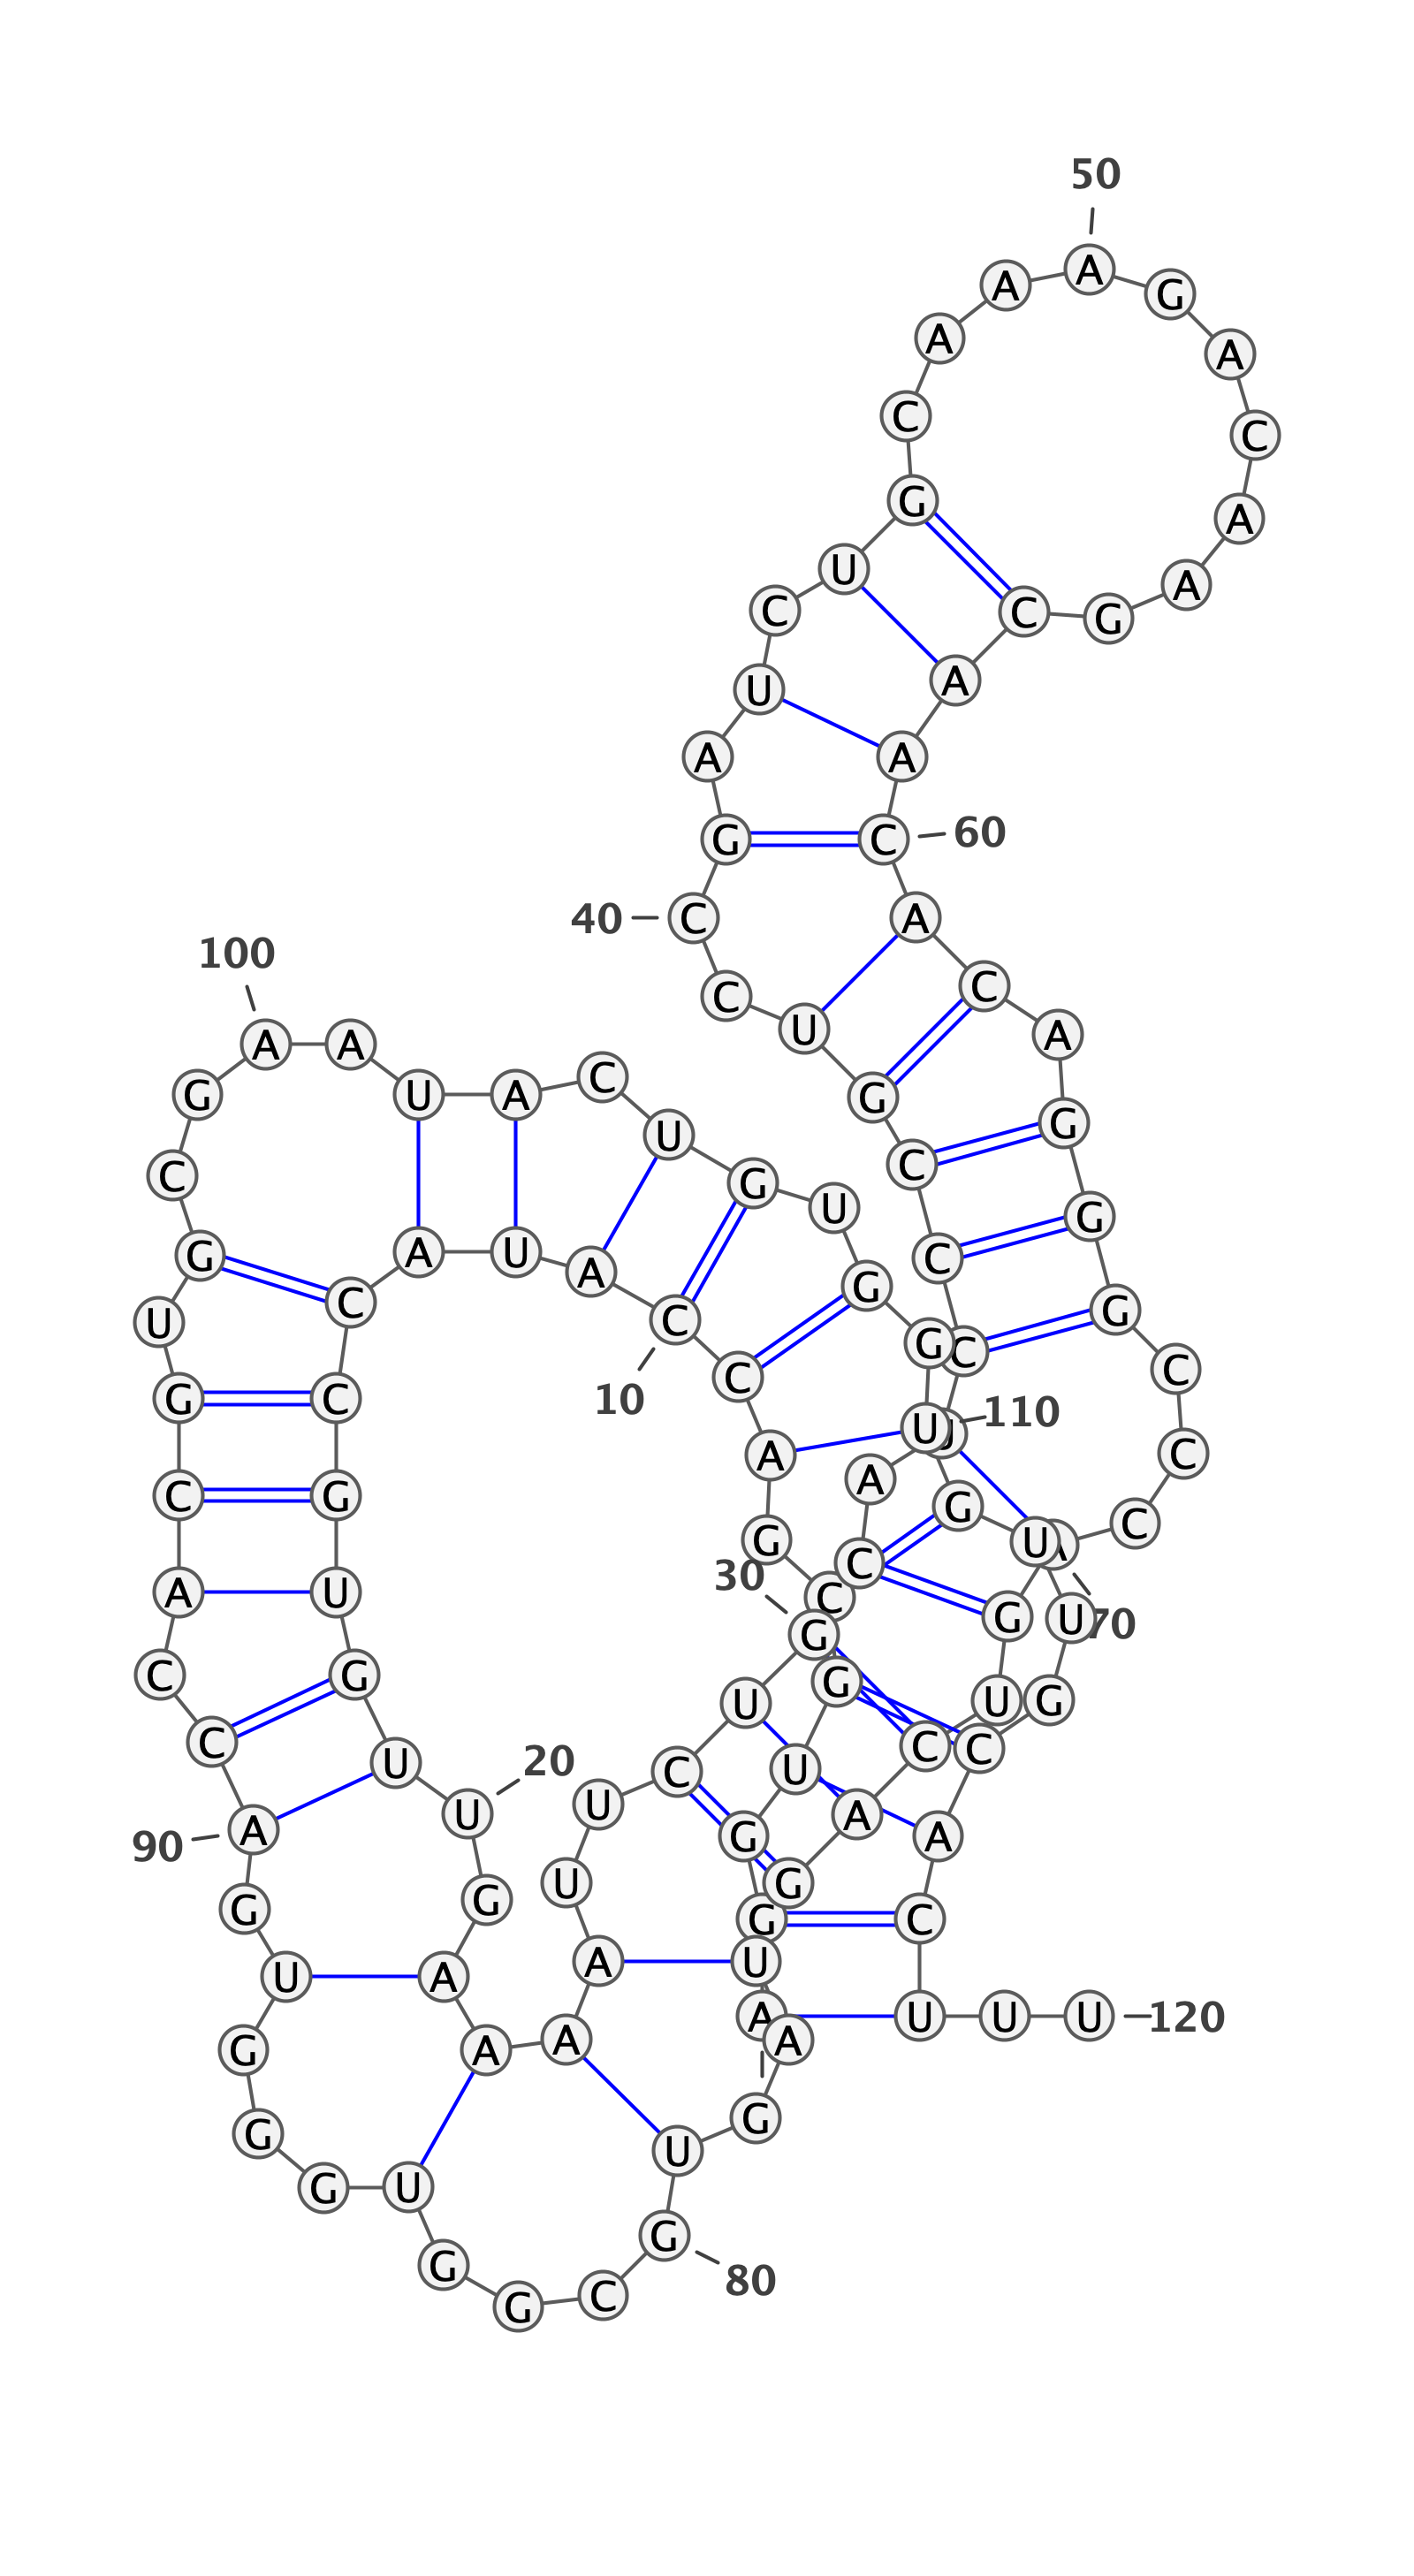 50
A
A G
A A
C C
G A
U A
C C G
U A
A A
G C 60
40 C A
C U C
100
A A A
G U A C U G G
C G U C G
G A U A G C
U C C G C G
G C C C
10
A U U 110 C
C G A G C
G C U A
30
A U C G U 70
C G G
G U U G
C U 20 C U C C
90 A U U G A A
G G U G G C
U A A U
G A A A A U U U 120
G U G
G U G
G C 80
G